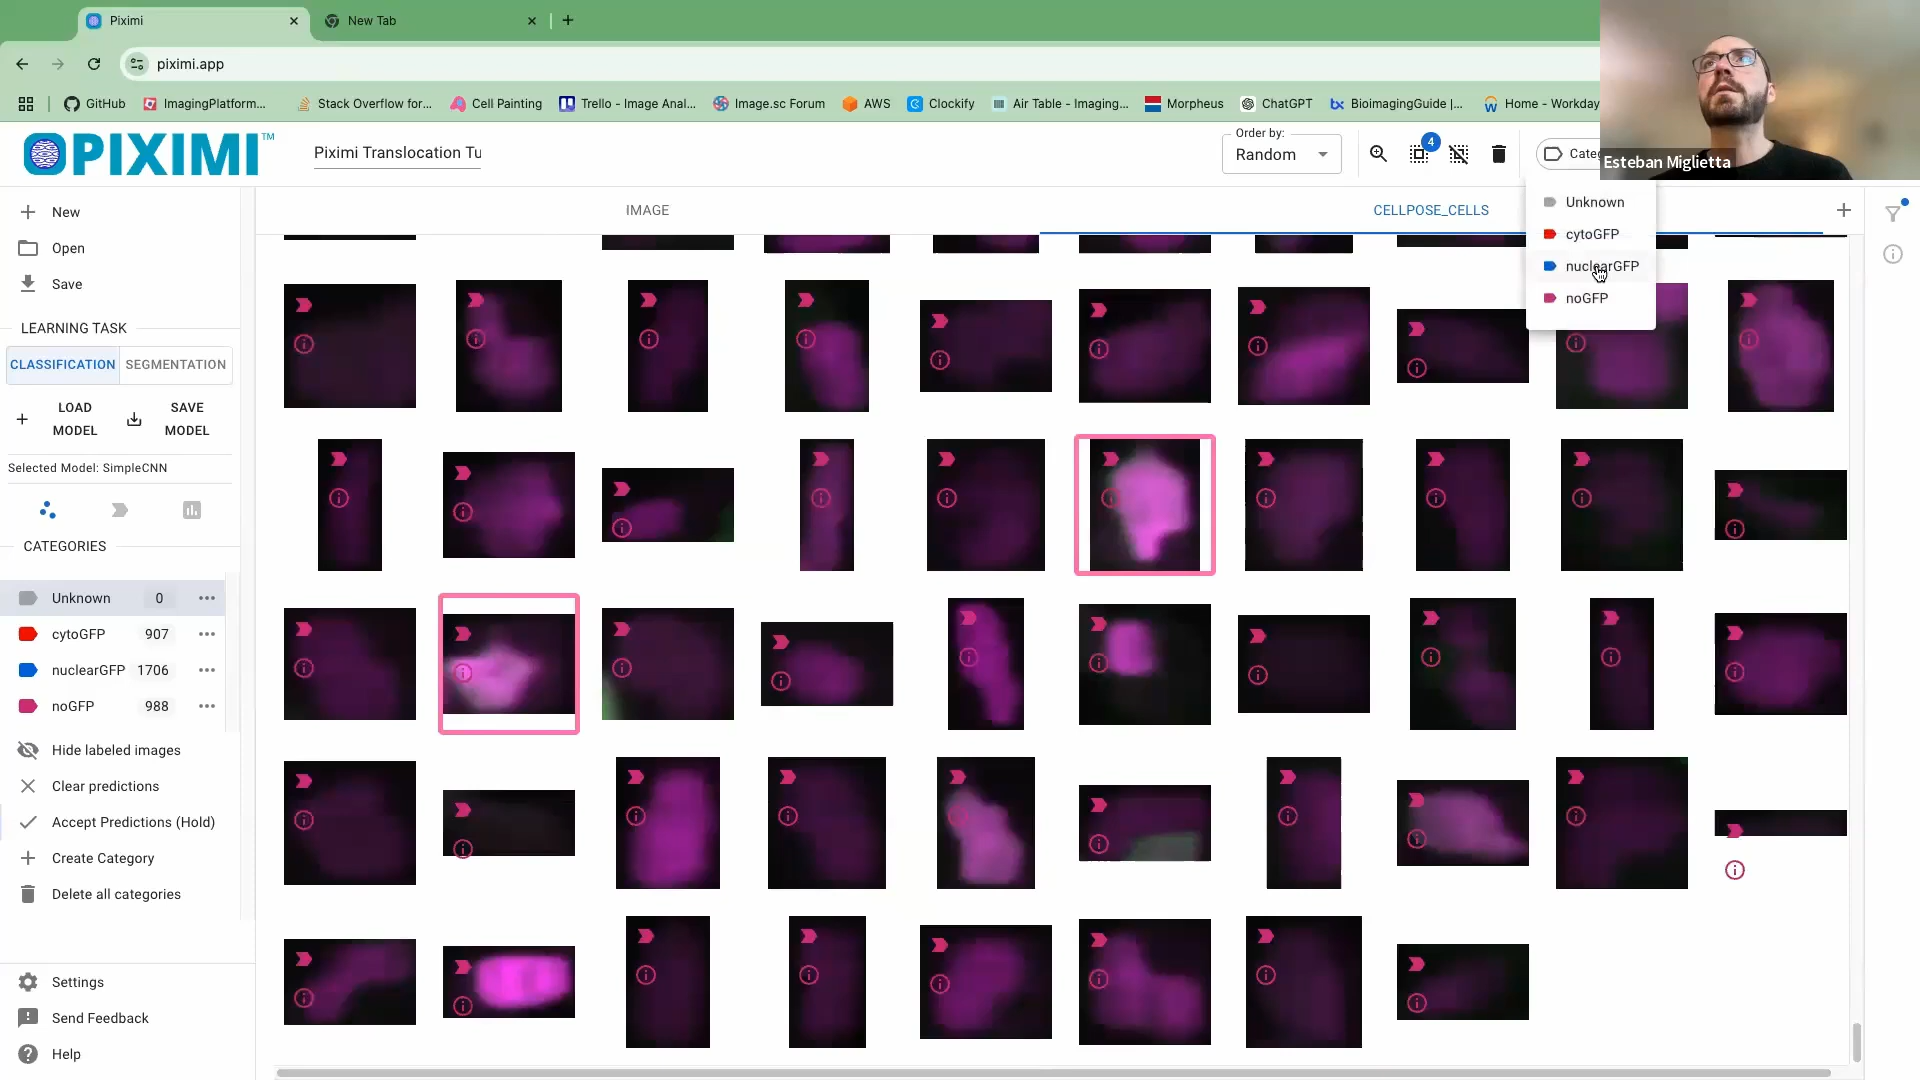 Piximi
New Tab
piximi.app
GitHub
ImagingPlatform...
Stack Overflow for...
Cell Painting
Trello - Image Anal...
Image.sc Forum
AWS
Clockify
Air Table - Imaging...
Morpheus
ChatGPT
BioimagingGuide |...
Home - Workday
Esteban Miglietta
PIXIMI™
Piximi Translocation Tu
Order by:
Random
4
Categ
New
Open
Save
IMAGE
CELLPOSE_CELLS
Unknown
cytoGFP
nuclearGFP
noGFP
LEARNING TASK
CLASSIFICATION
SEGMENTATION
LOAD
MODEL
SAVE
MODEL
Selected Model: SimpleCNN
CATEGORIES
Unknown 0
cytoGFP 907
nuclearGFP 1706
noGFP 988
Hide labeled images
Clear predictions
Accept Predictions (Hold)
Create Category
Delete all categories
Settings
Send Feedback
Help